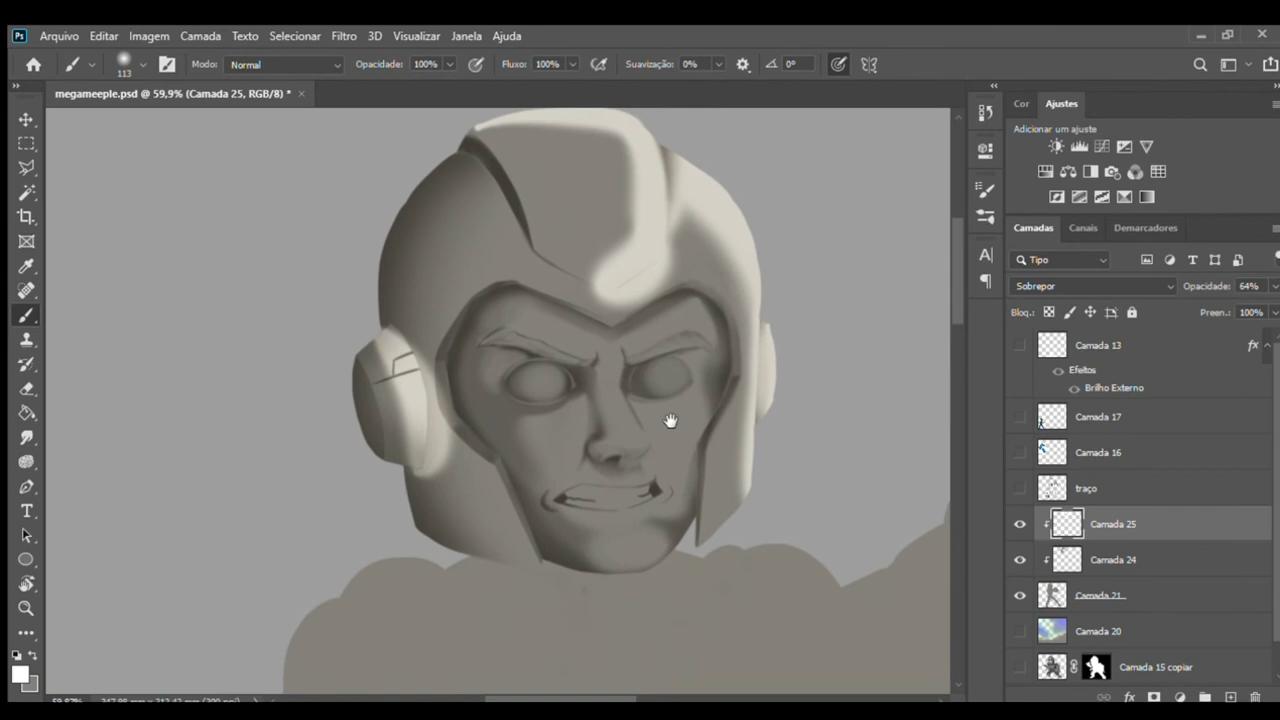 Ps Arquivo Editar Imagem Camada Texto Selecionar Filtro 3D Visualizar Janela Ajuda
113 Modo: Normal Opacidade: 100% Fluxo: 100% Suavização: 0% 0°
megameeple.psd @ 59,9% (Camada 25, RGB/8) *
Cor Ajustes
Adicionar um ajuste
Camadas Canais Demarcadores
Tipo
Sobrepor Opacidade: 64%
Bloq.: Preen.: 100%
Camada 13 fx
Efeitos
Brilho Externo
Camada 17
Camada 16
traço
Camada 25
Camada 24
Camada 21
Camada 20
Camada 15 copiar